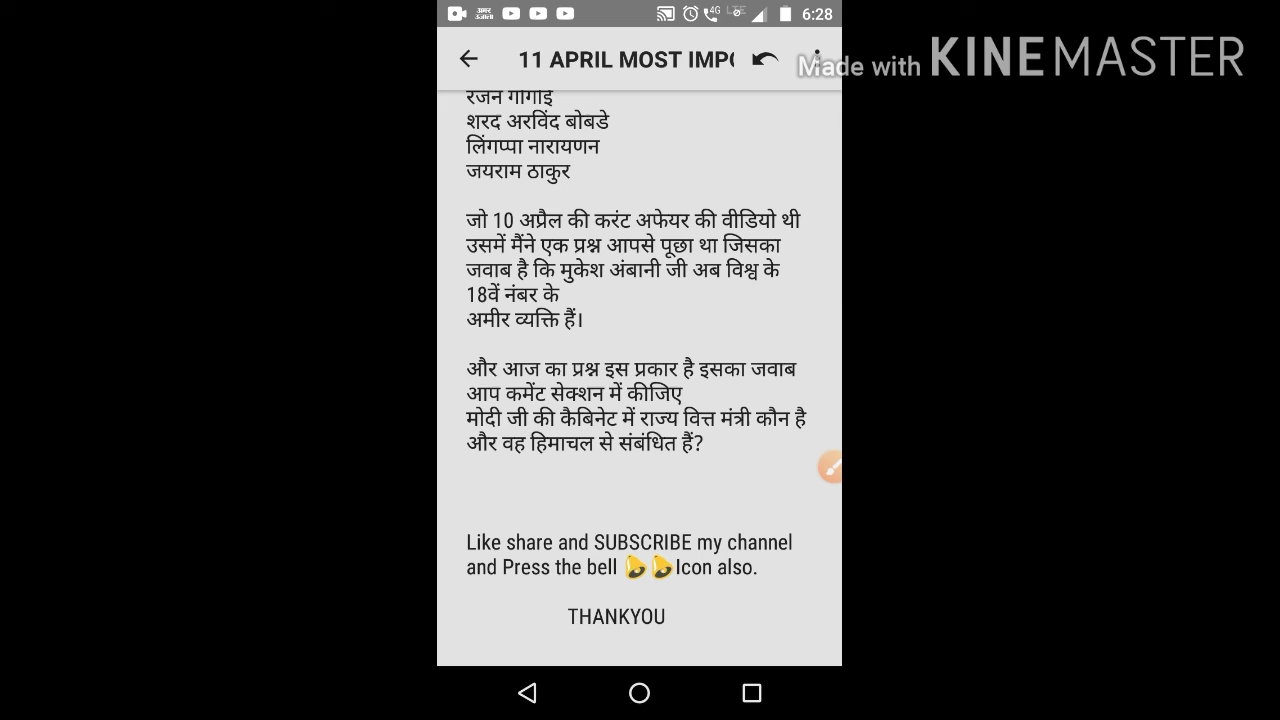 6:28
11 APRIL MOST IMP
Made with KINEMASTER
रंजन गोगोई
शरद अरविंद बोबडे
लिंगप्पा नारायणन
जयराम ठाकुर
जो 10 अप्रैल की करंट अफेयर की वीडियो थी
उसमें मैंने एक प्रश्न आपसे पूछा था जिसका
जवाब है कि मुकेश अंबानी जी अब विश्व के
18वें नंबर के
अमीर व्यक्ति हैं।
और आज का प्रश्न इस प्रकार है इसका जवाब
आप कमेंट सेक्शन में कीजिए
मोदी जी की कैबिनेट में राज्य वित्त मंत्री कौन है
और वह हिमाचल से संबंधित हैं?
Like share and SUBSCRIBE my channel
and Press the bell 🔔🔔Icon also.
THANKYOU